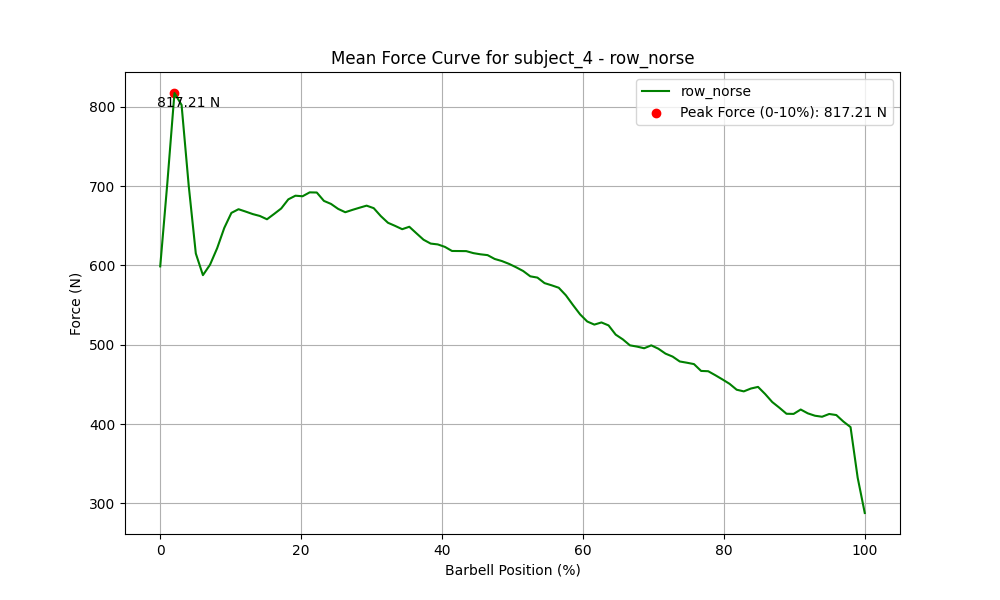 Mean Force Curve for subject_4 - row_norse
817.21 N
row_norse
Peak Force (0-10%): 817.21 N
800
700
600
500
400
300
Force (N)
0 20 40 60 80 100
Barbell Position (%)